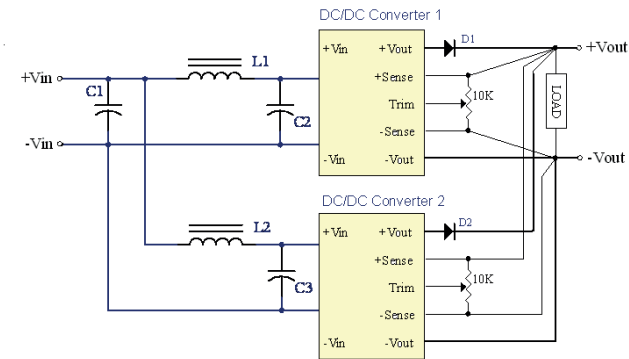 DC/DC Converter 1
+Vin
+Vout
D1
+Vout
L1
+Sense
+Vin
C1
Trim
10K
LOAD
C2
-Sense
-Vin
-Vin
-Vout
-Vout
DC/DC Converter 2
L2
+Vin
+Vout
D2
+Sense
C3
Trim
10K
-Sense
-Vin
-Vout